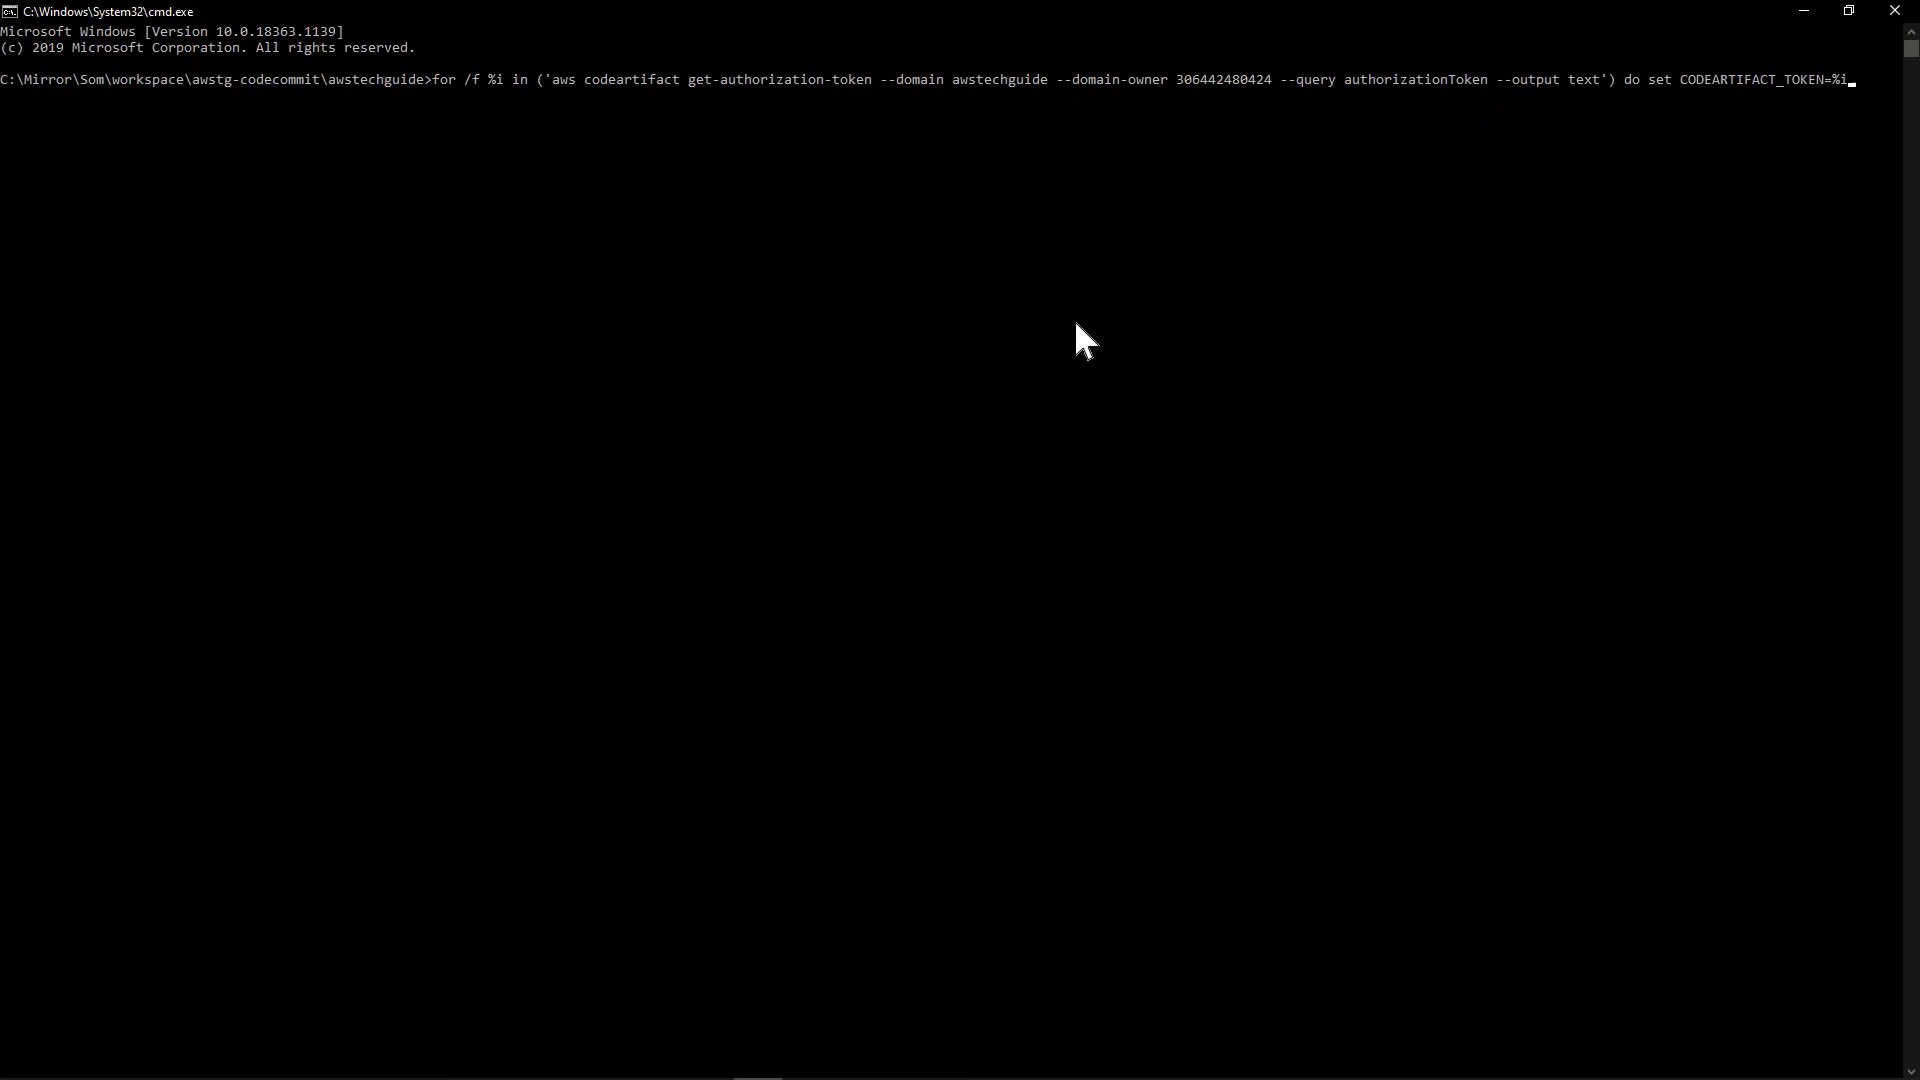 C:\Windows\System32\cmd.exe
Microsoft Windows [Version 10.0.18363.1139]
(c) 2019 Microsoft Corporation. All rights reserved.
C:\Mirror\Som\workspace\awstg-codecommit\awstechguide>for /f %i in ('aws codeartifact get-authorization-token --domain awstechguide --domain-owner 306442480424 --query authorizationToken --output text') do set CODEARTIFACT_TOKEN=%i